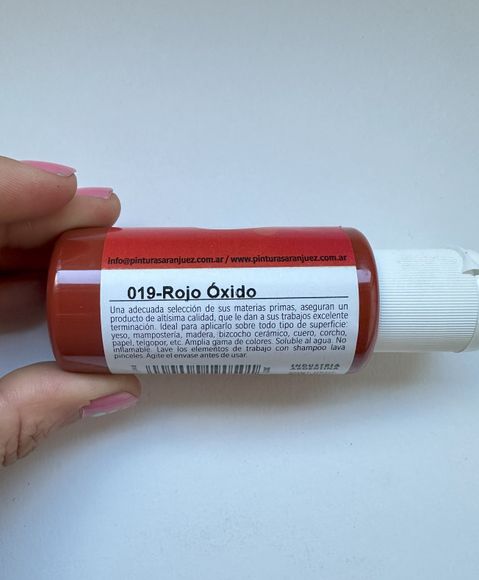 info@pinturasaranjuez.com.ar / www.pinturasaranjuez.com.ar
019-Rojo Óxido
Una adecuada selección de sus materias primas, aseguran un
producto de altísima calidad, que le dan a sus trabajos excelente
terminación. Ideal para aplicarlo sobre todo tipo de superficie:
yeso, mampostería, madera, bizcocho cerámico, cuero, corcho,
papel, telgopor, etc. Amplia gama de colores. Soluble al agua. No
inflamable. Lave los elementos de trabajo con shampoo lava
pinceles. Agite el envase antes de usar.
INDUSTRIA